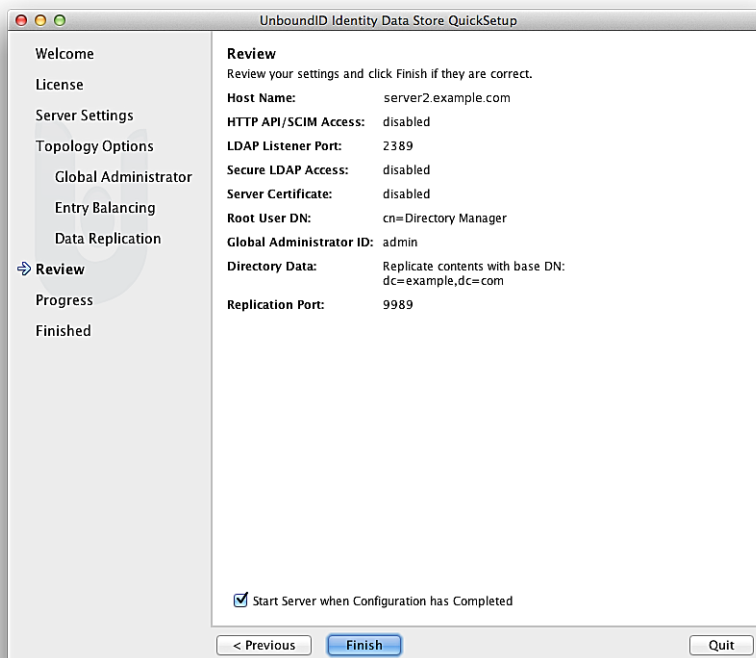 UnboundID Identity Data Store QuickSetup
Welcome
License
Server Settings
Topology Options
Global Administrator
Entry Balancing
Data Replication
Review
Progress
Finished
Review
Review your settings and click Finish if they are correct.
Host Name: server2.example.com
HTTP API/SCIM Access: disabled
LDAP Listener Port: 2389
Secure LDAP Access: disabled
Server Certificate: disabled
Root User DN: cn=Directory Manager
Global Administrator ID: admin
Directory Data: Replicate contents with base DN:
dc=example,dc=com
Replication Port: 9989
Start Server when Configuration has Completed
< Previous
Finish
Quit